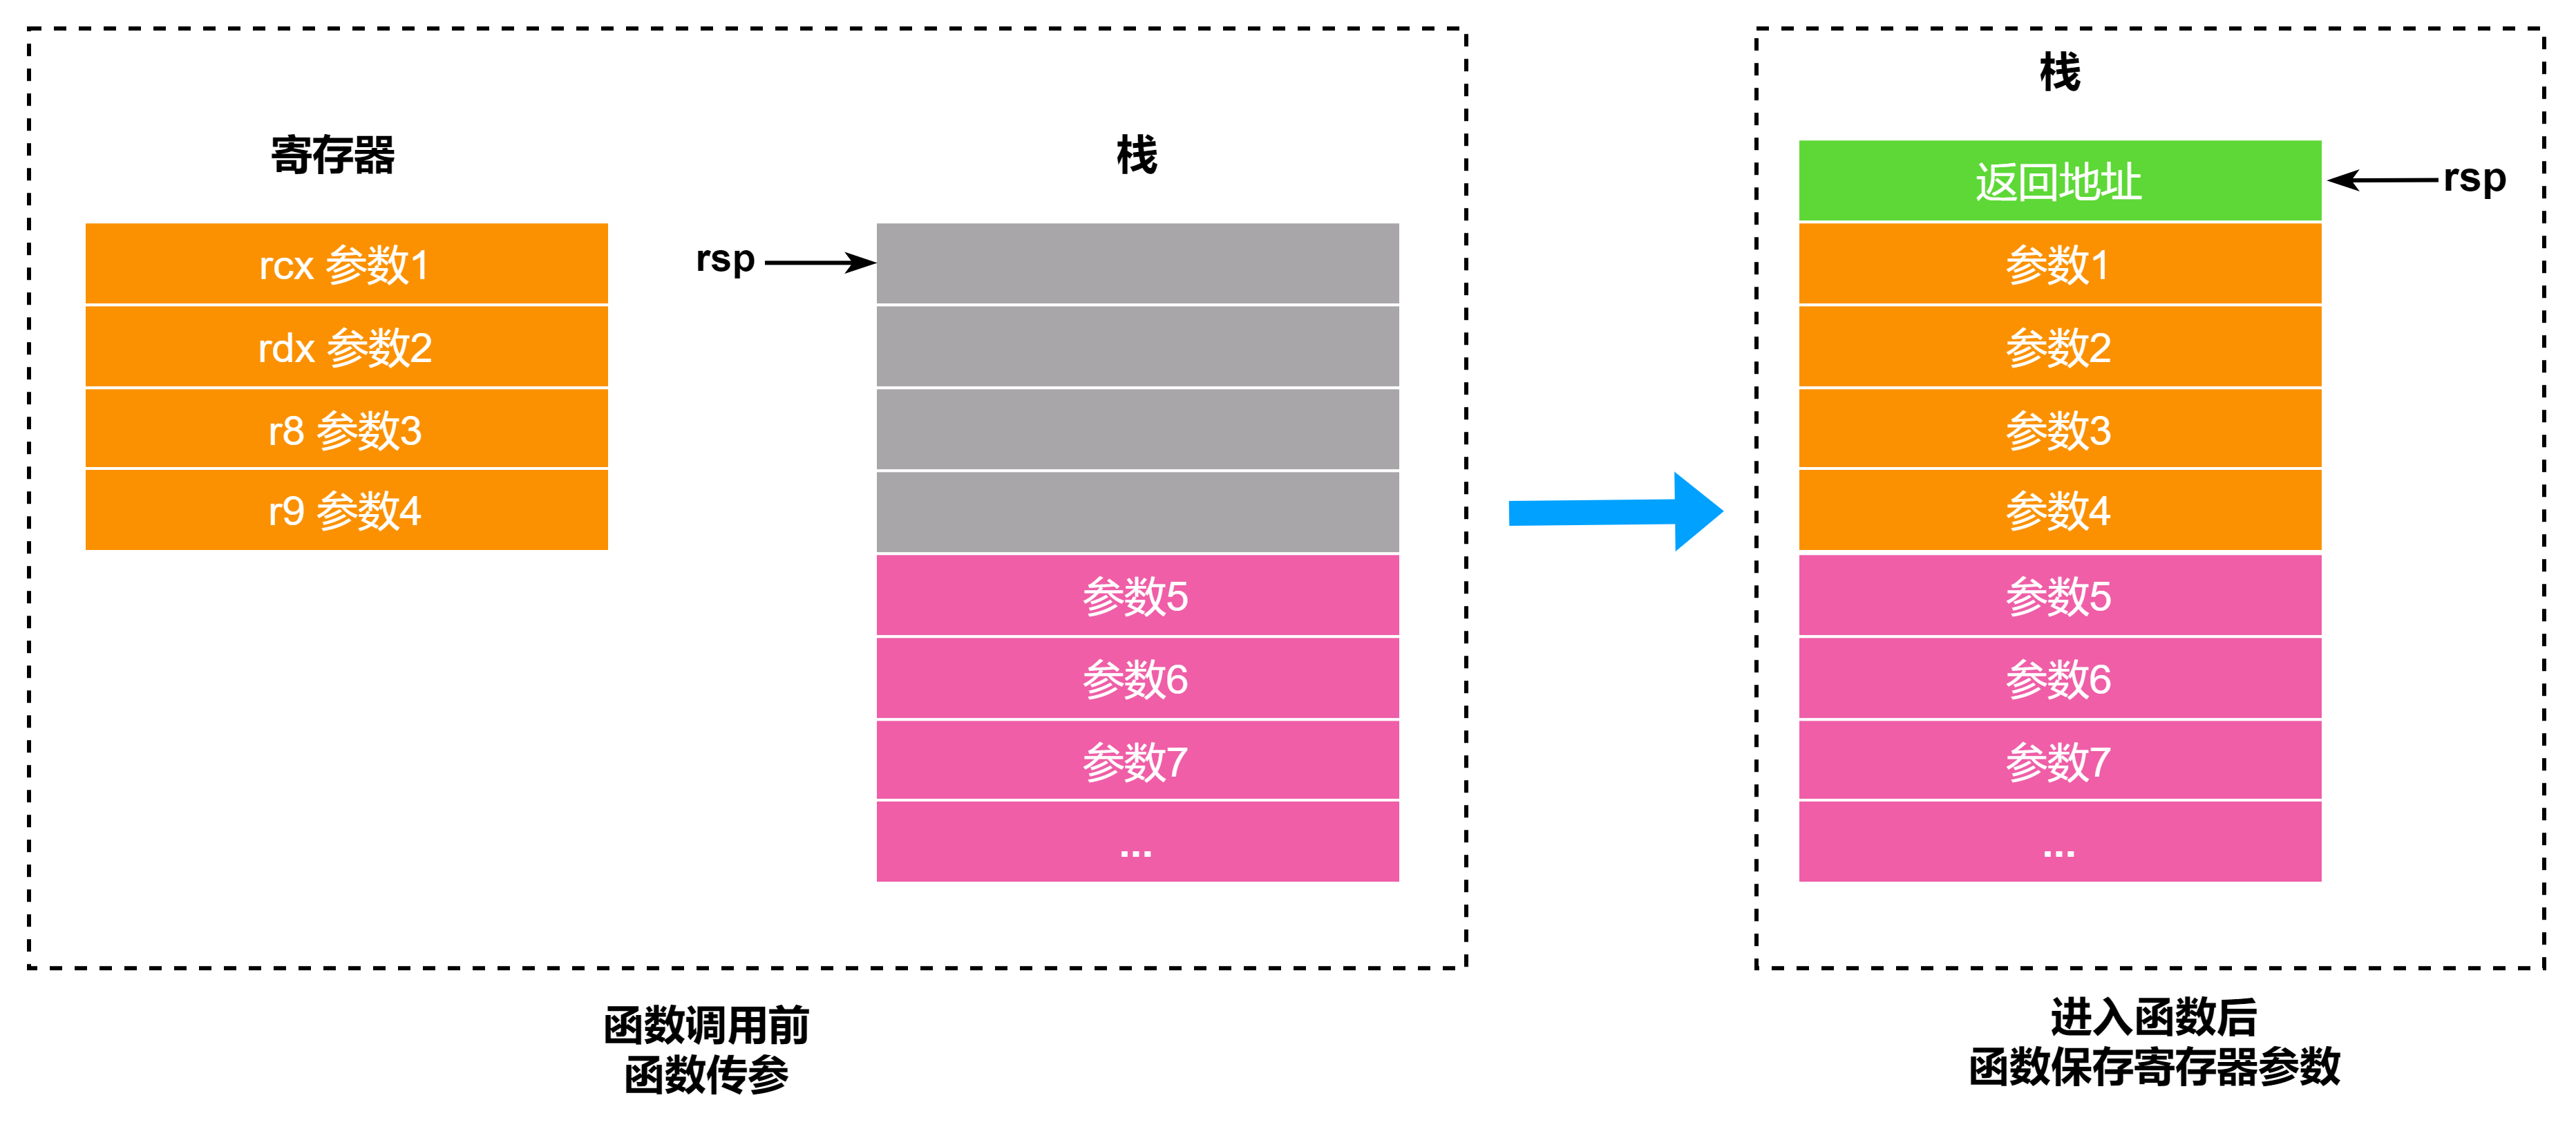 寄存器
rcx 参数1
rdx 参数2
r8 参数3
r9 参数4
栈
rsp
参数5
参数6
参数7
...
函数调用前
函数传参
栈
返回地址
rsp
参数1
参数2
参数3
参数4
参数5
参数6
参数7
...
进入函数后
函数保存寄存器参数